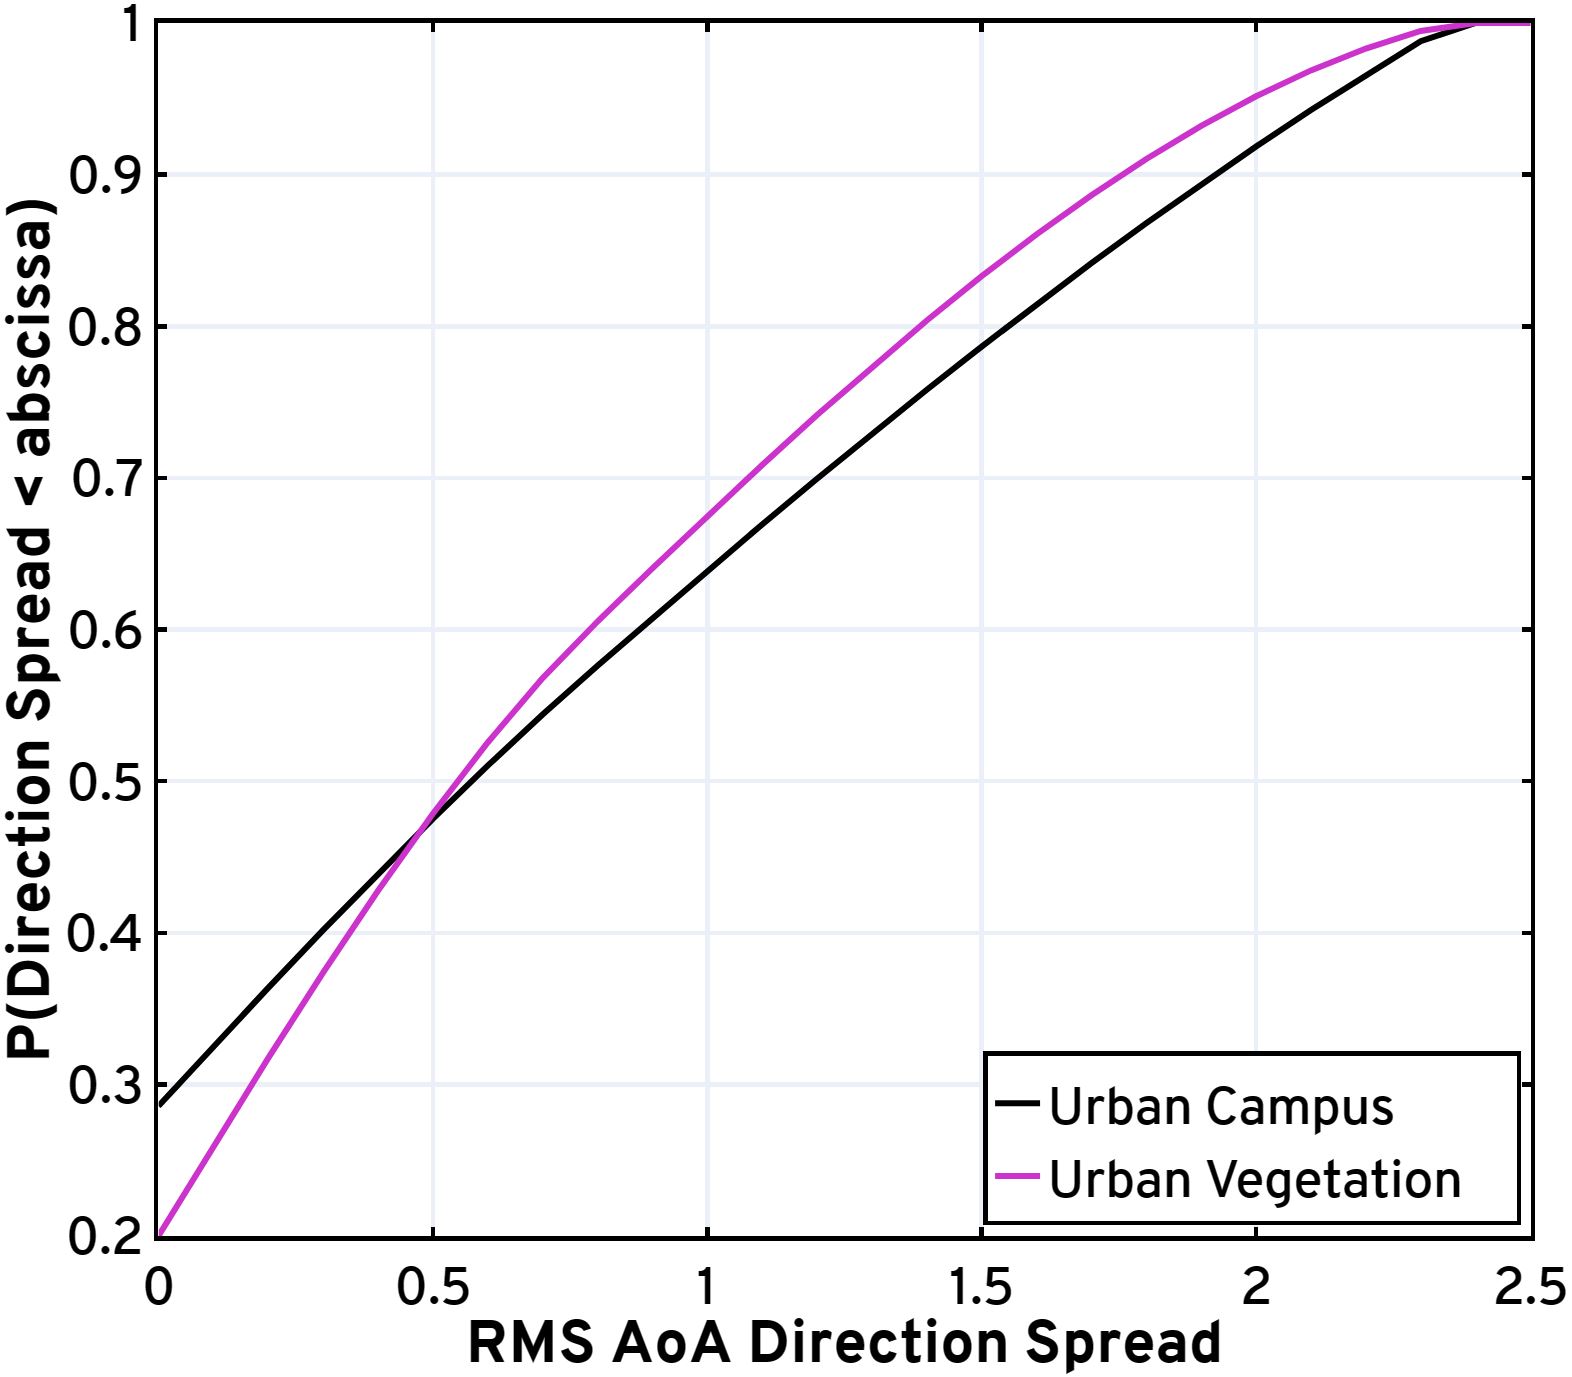 1
0.9
0.8
0.7
0.6
0.5
0.4
0.3
0.2
P(Direction Spread < abscissa)
Urban Campus
Urban Vegetation
0 0.5 1 1.5 2 2.5
RMS AoA Direction Spread